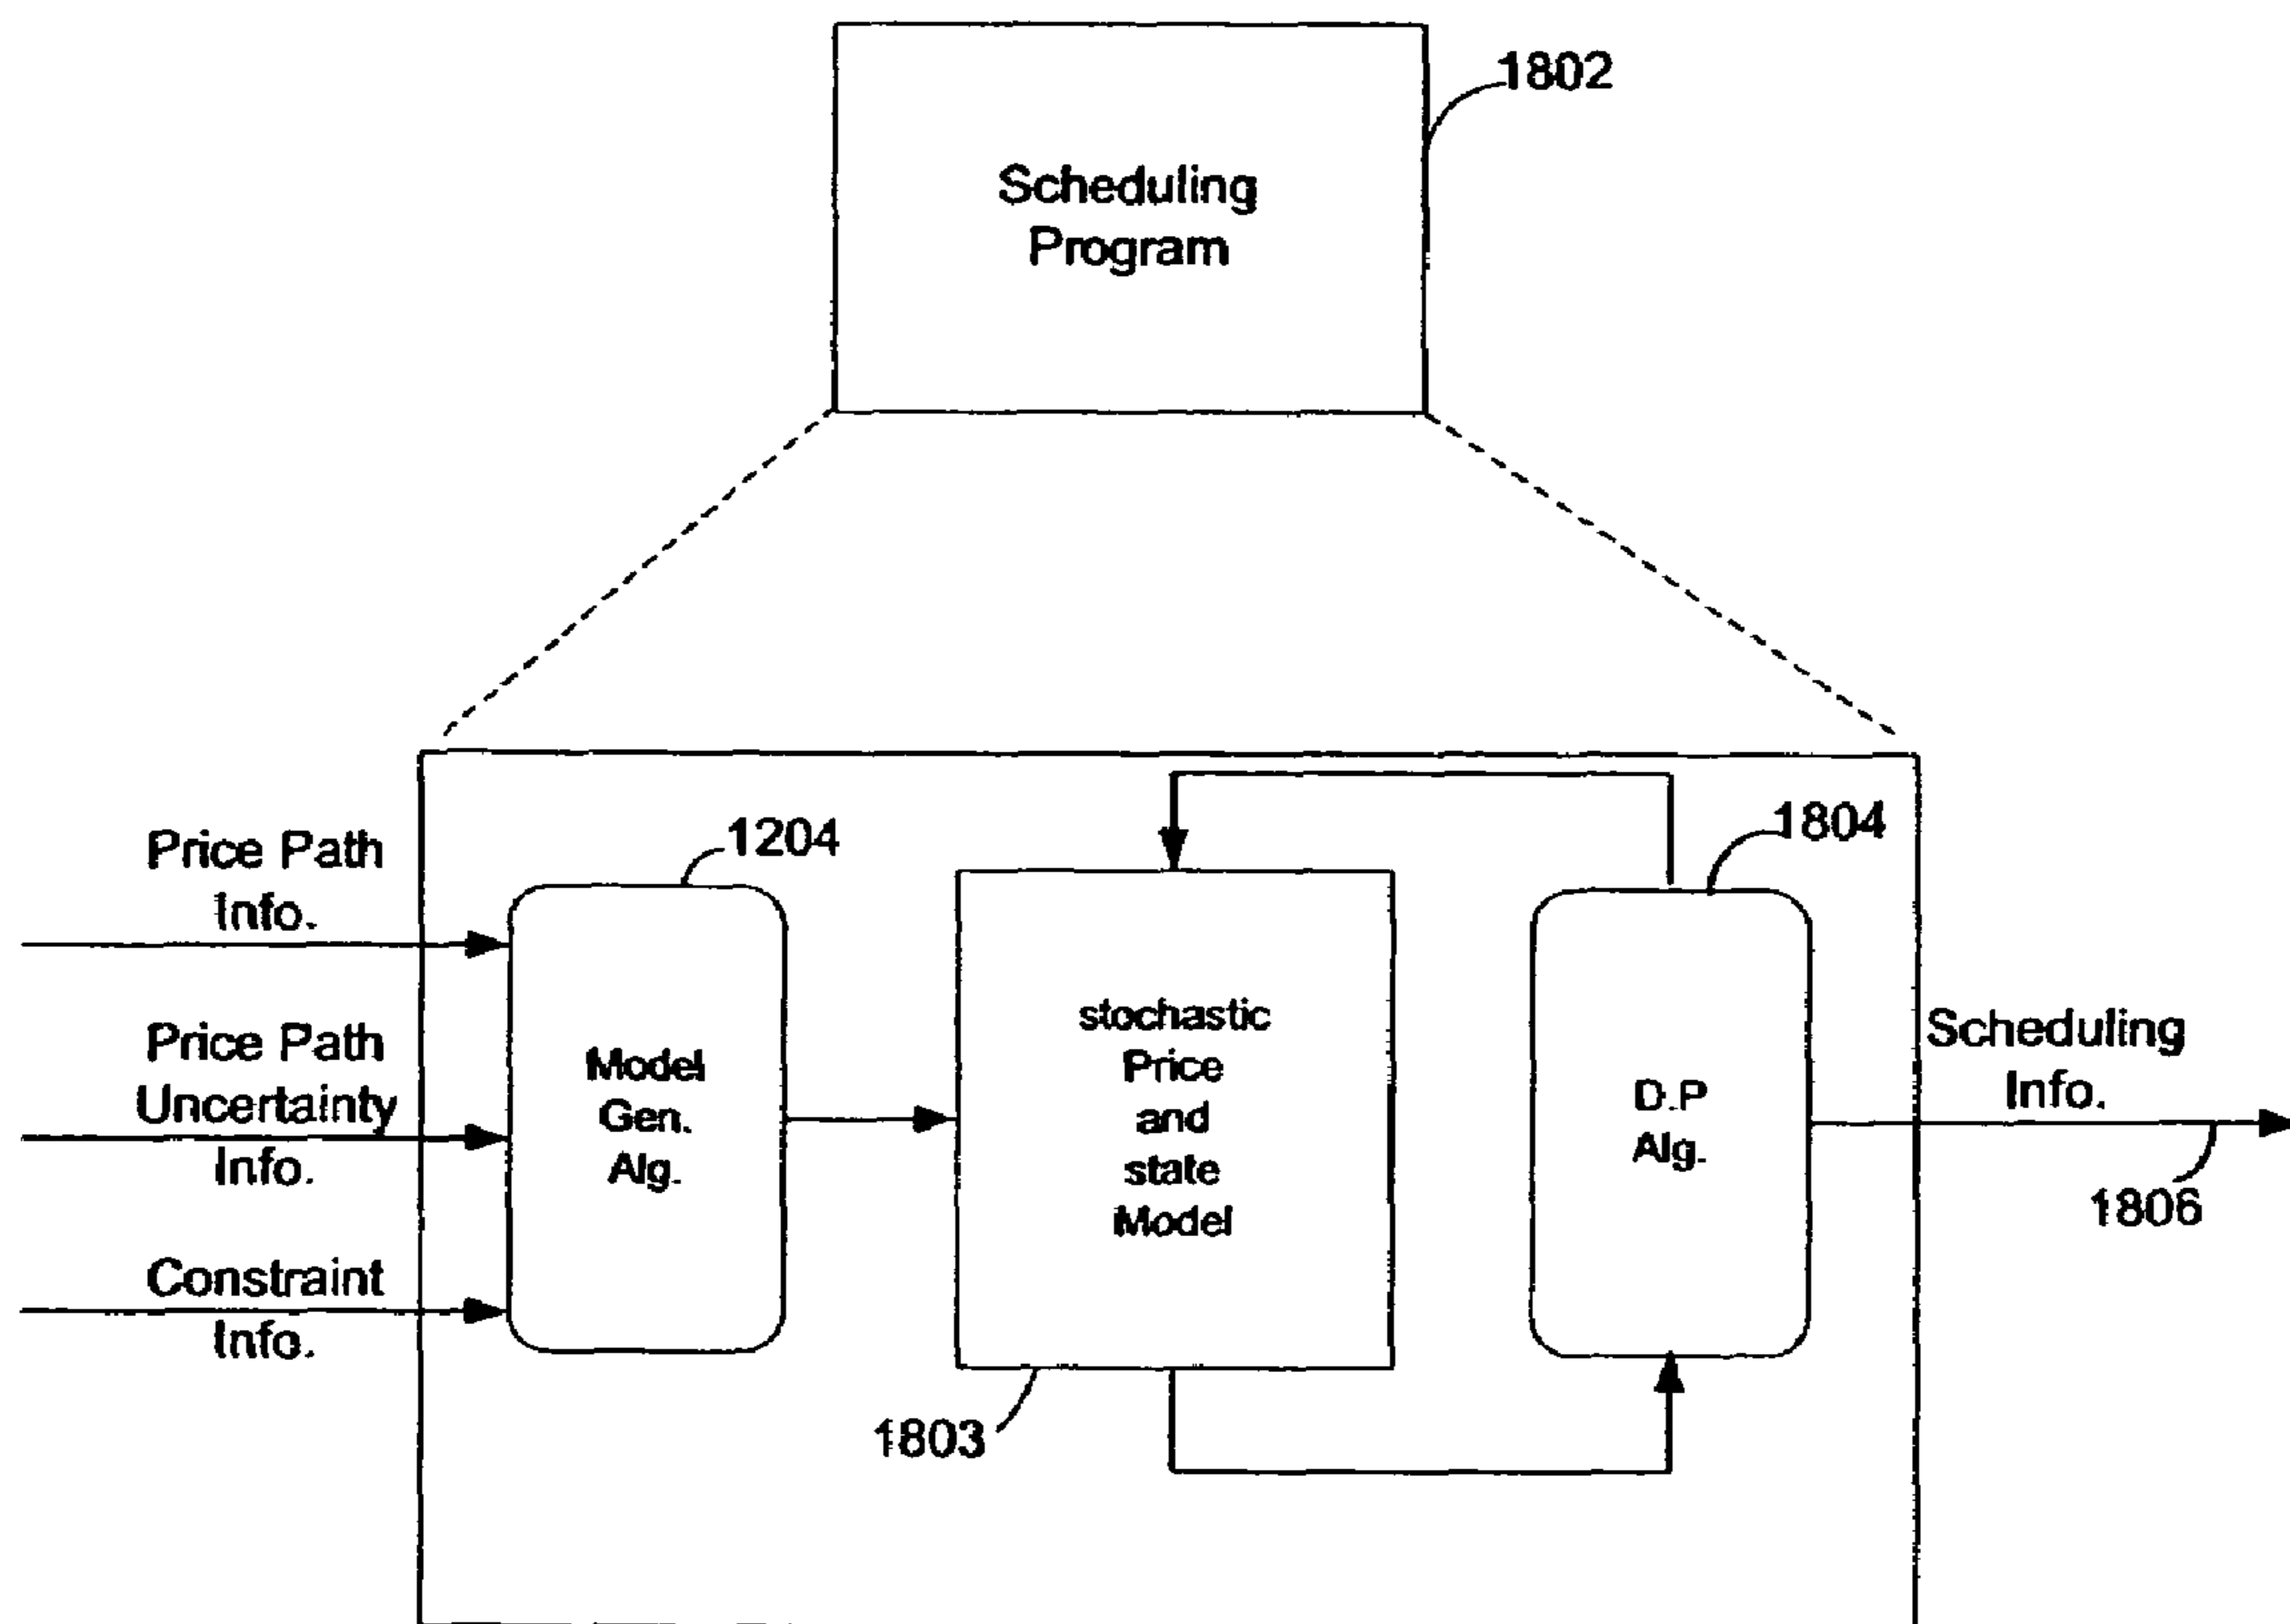 1802
Scheduling
Program
Price Path
Info.
1204
1804
Price Path
Uncertainty
Info.
Model
Gen.
Alg.
stochastic
Price
and
state
Model
D.P
Alg.
Scheduling
Info.
1806
Constraint
Info.
1803